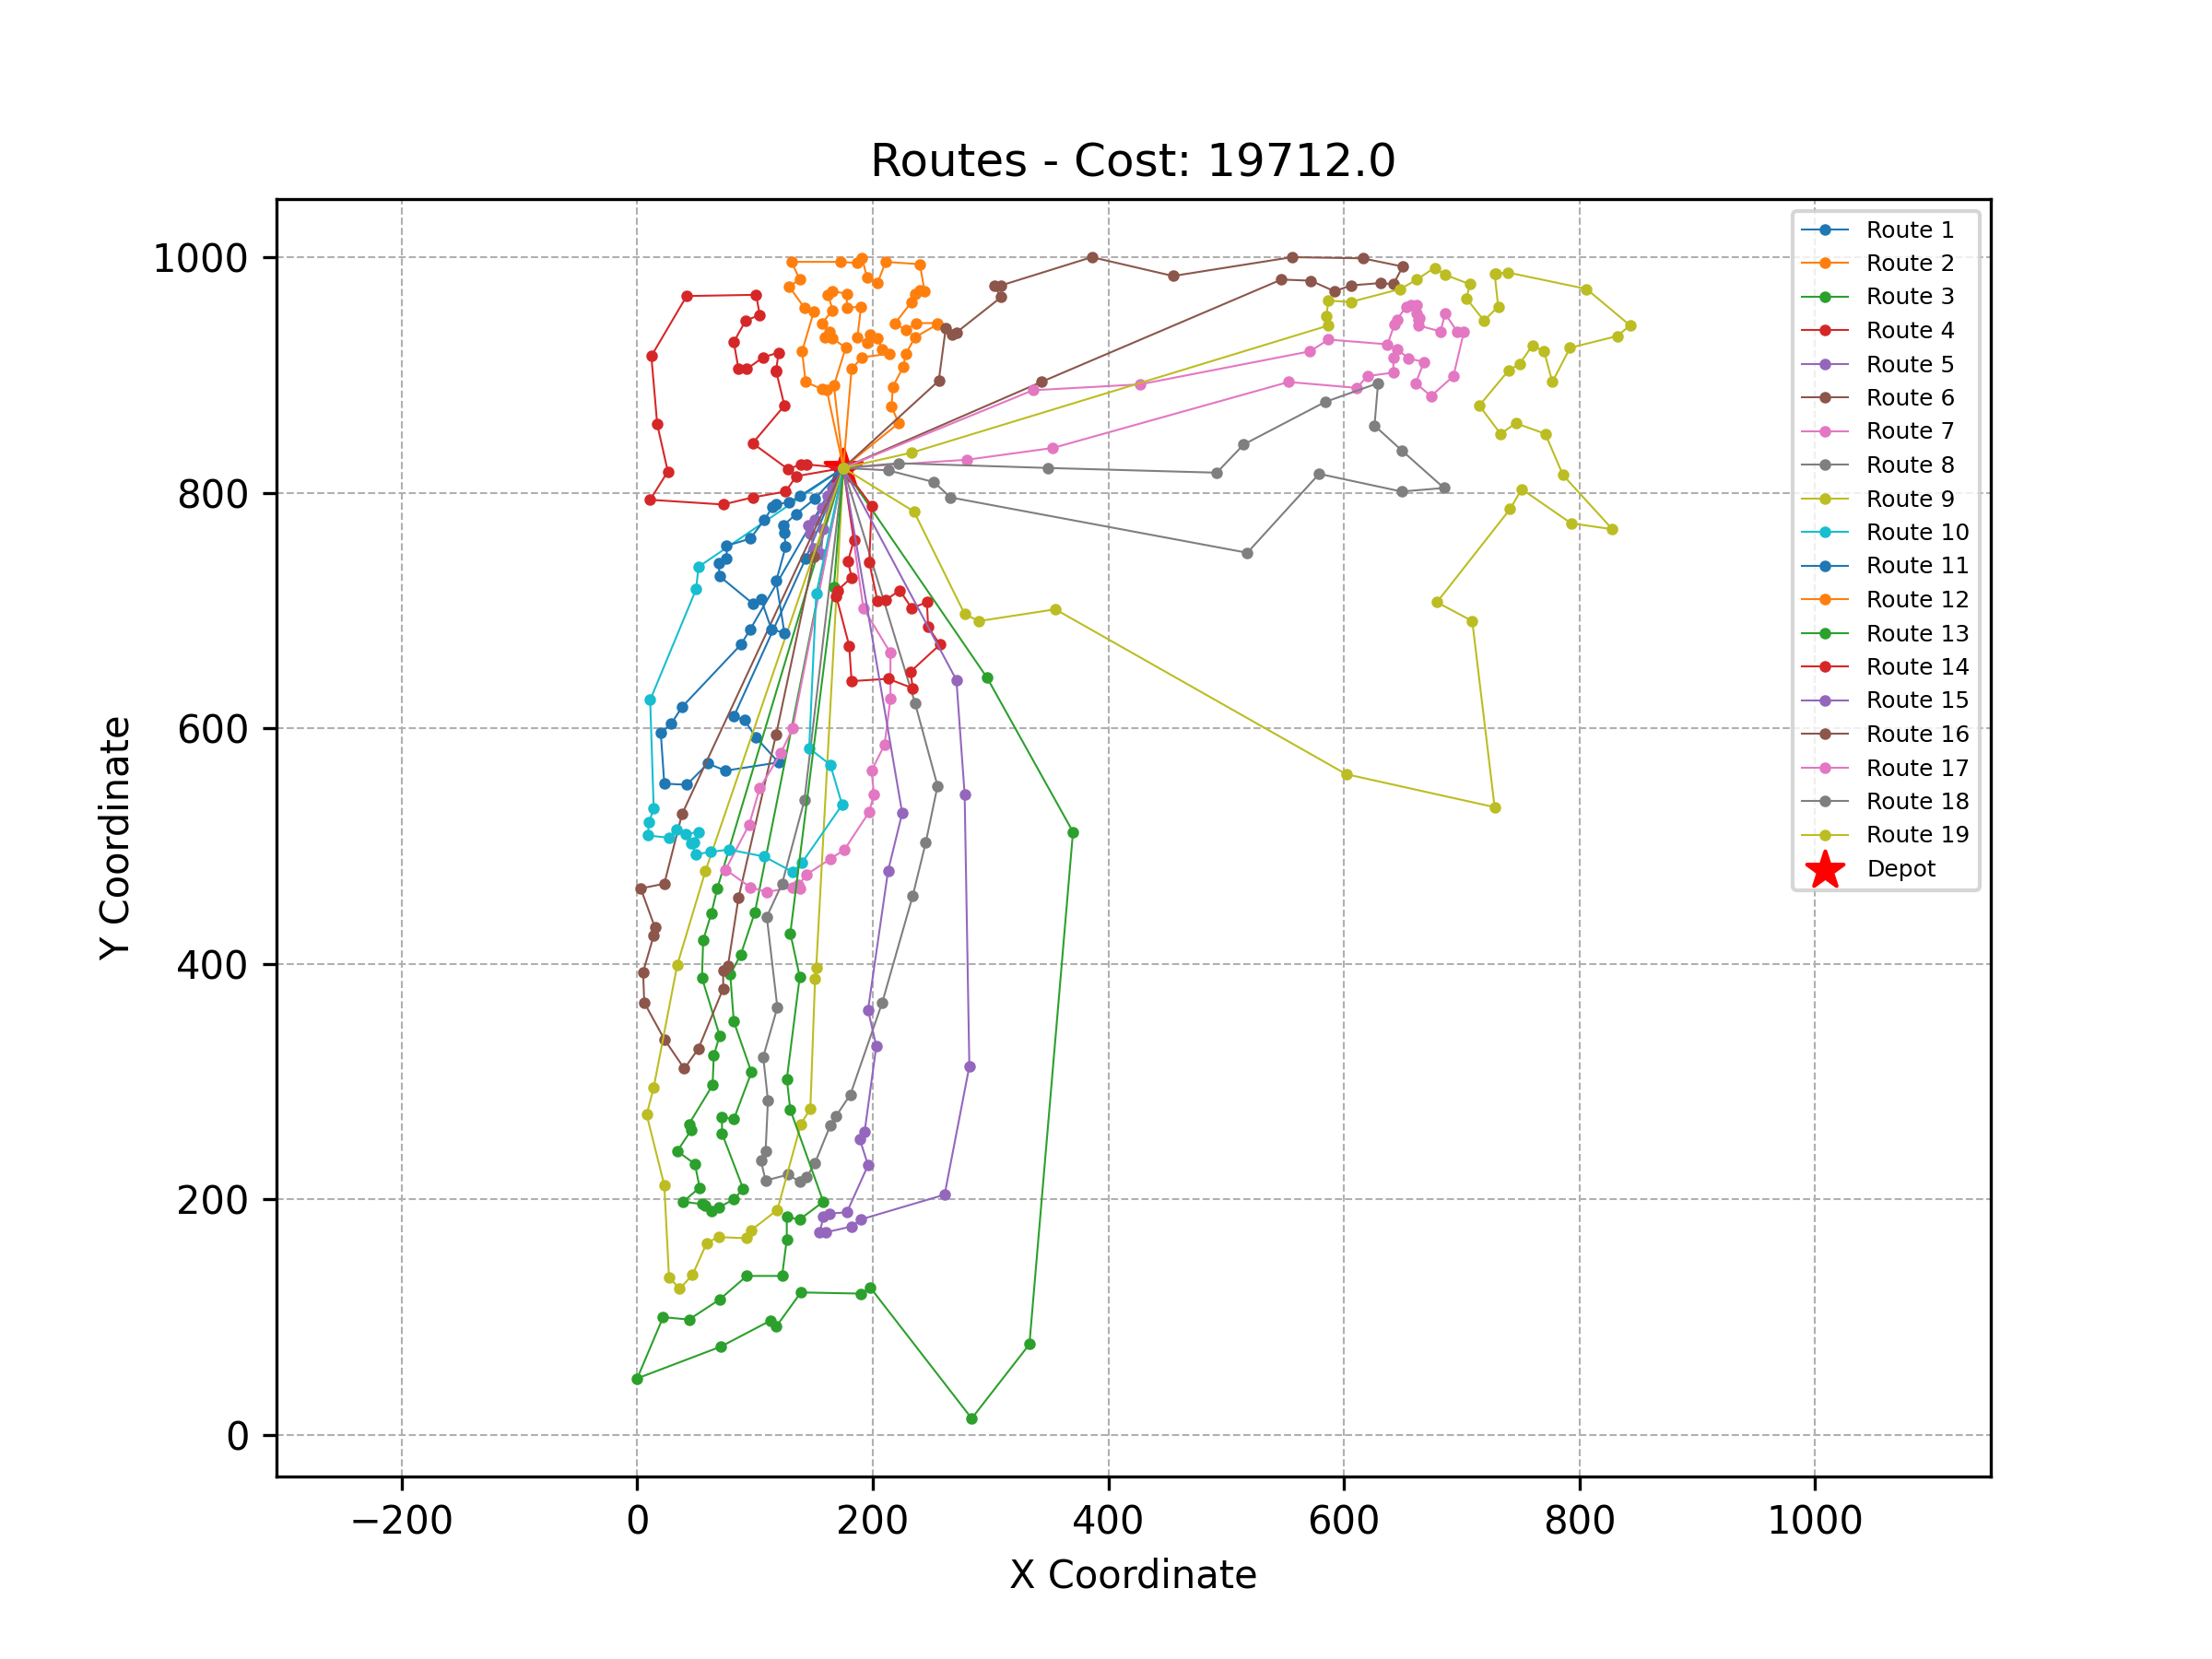 Routes - Cost: 19712.0
Y Coordinate
1000
800
600
400
200
0
−200
0
200
400
600
800
1000
X Coordinate
Route 1
Route 2
Route 3
Route 4
Route 5
Route 6
Route 7
Route 8
Route 9
Route 10
Route 11
Route 12
Route 13
Route 14
Route 15
Route 16
Route 17
Route 18
Route 19
Depot